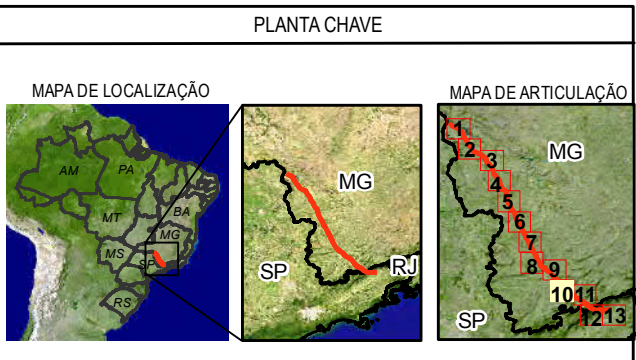 PLANTA CHAVE
MAPA DE LOCALIZAÇÃO
AM
PA
MT
BA
MG
MS
SP
RS
MG
SP
RJ
MAPA DE ARTICULAÇÃO
1
2
3
MG
4
5
6
7
8
9
10
11
12
13
SP